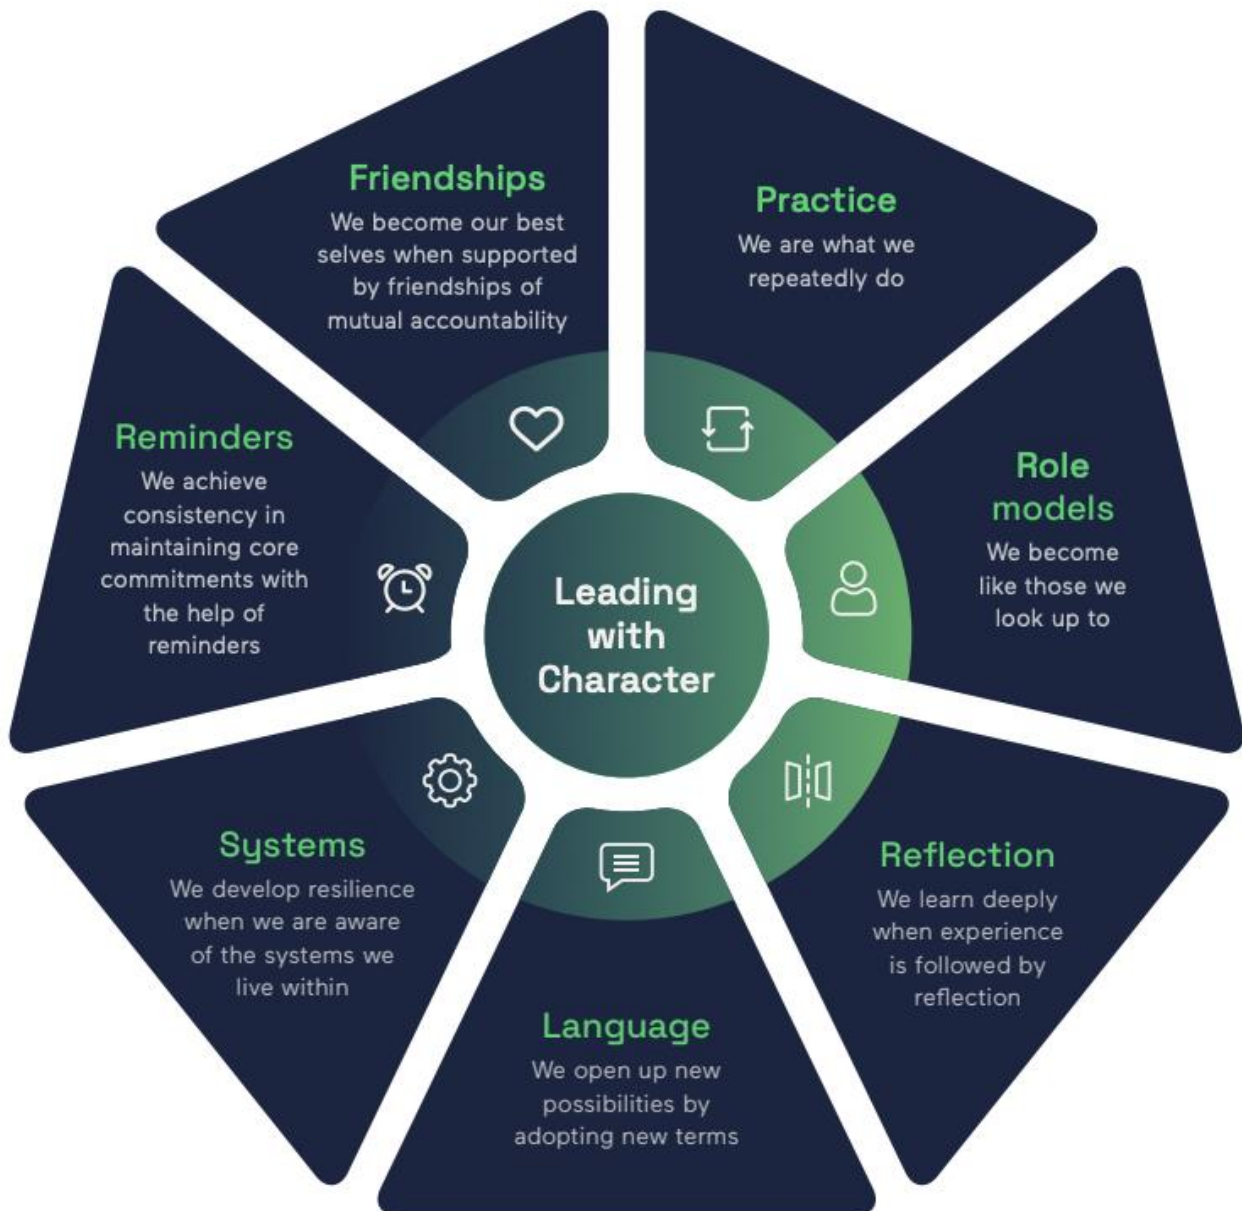 Friendships
We become our best
selves when supported
by friendships of
mutual accountability
Practice
We are what we
repeatedly do
Role
models
We become
like those we
look up to
Reflection
We learn deeply
when experience
is followed by
reflection
Language
We open up new
possibilities by
adopting new terms
Systems
We develop resilience
when we are aware
of the systems we
live within
Reminders
We achieve
consistency in
maintaining core
commitments with
the help of
reminders
Leading
with
Character